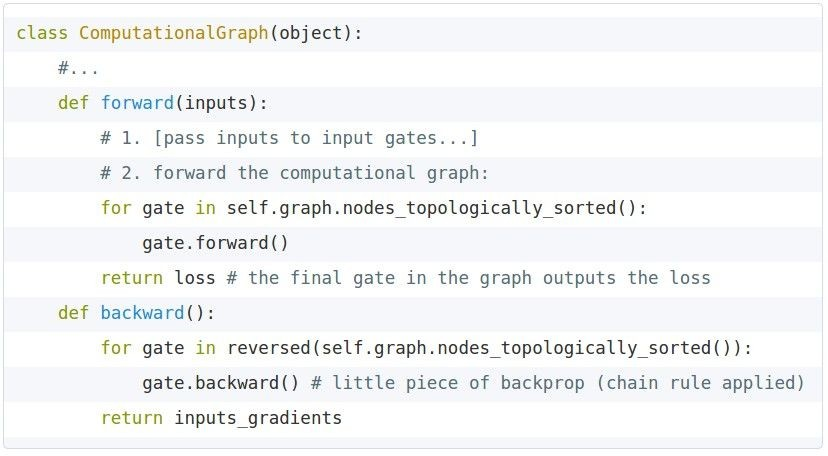 class ComputationalGraph(object):
    #...
    def forward(inputs):
        # 1. [pass inputs to input gates...]
        # 2. forward the computational graph:
        for gate in self.graph.nodes_topologically_sorted():
            gate.forward()
        return loss # the final gate in the graph outputs the loss
    def backward():
        for gate in reversed(self.graph.nodes_topologically_sorted()):
            gate.backward() # little piece of backprop (chain rule applied)
        return inputs_gradients